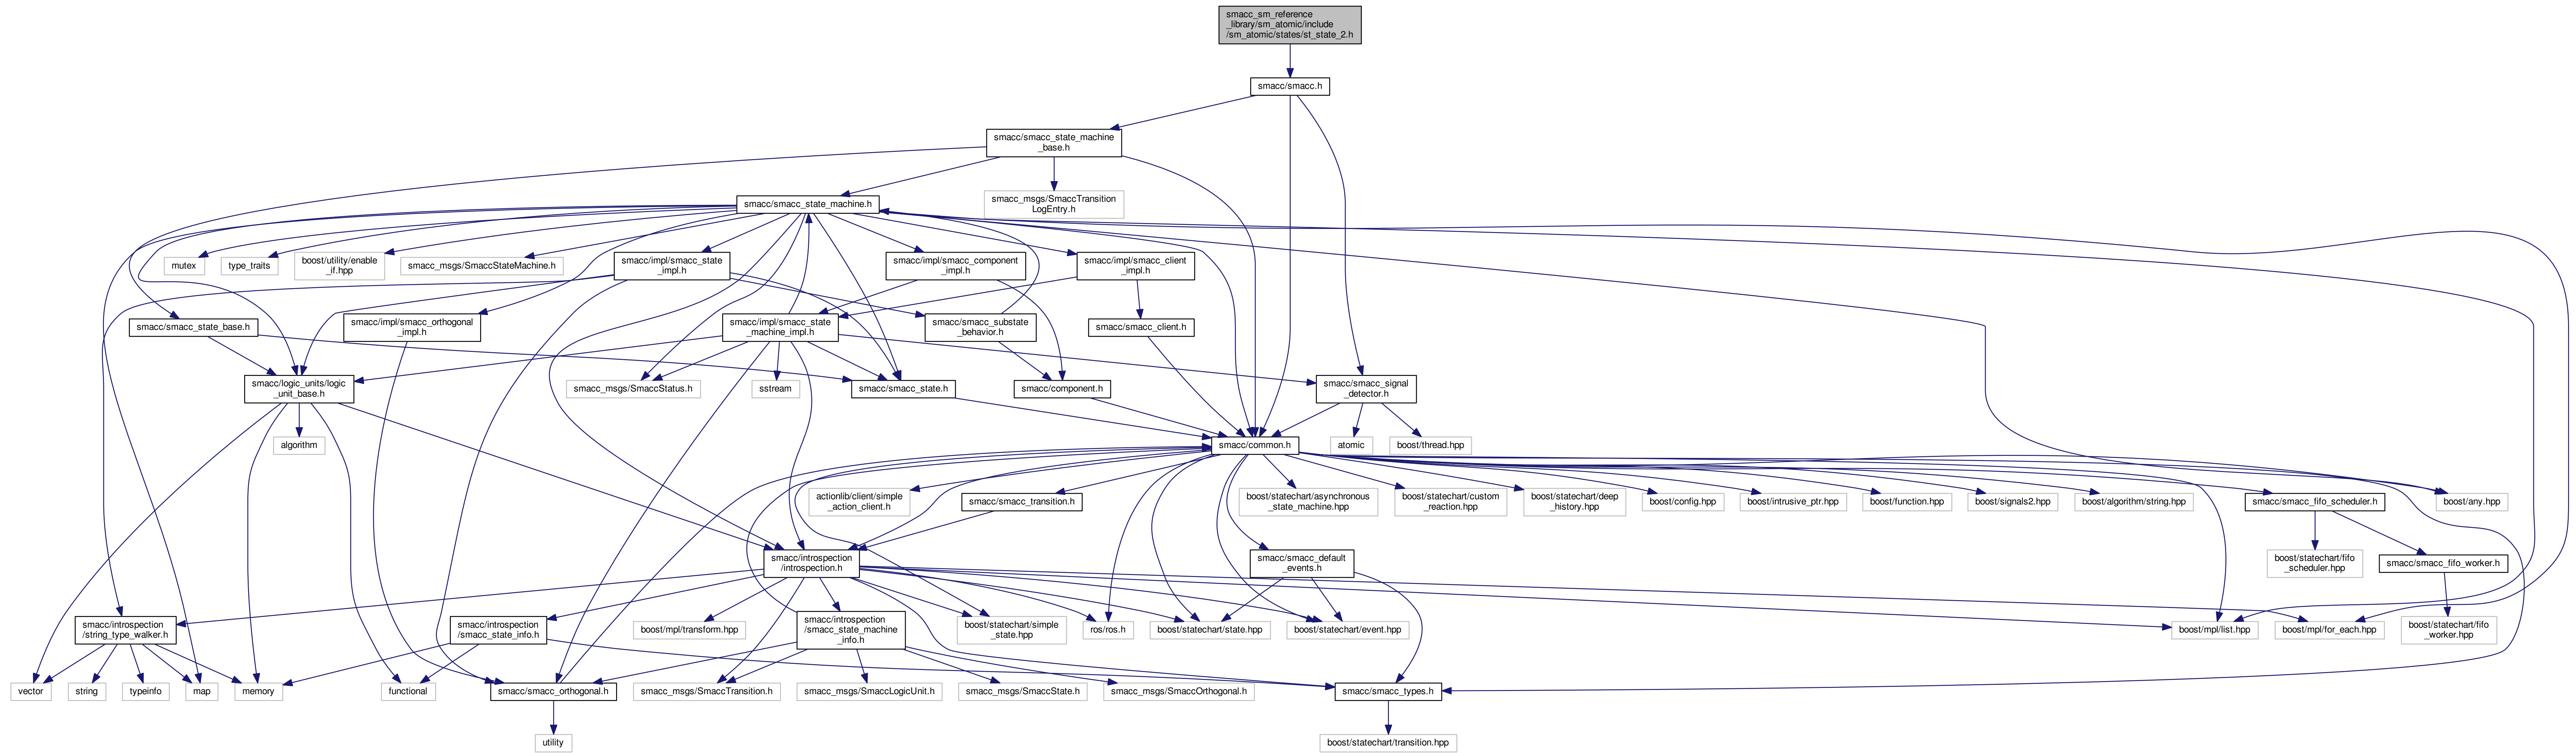 smacc_sm_reference
_library/sm_atomic/include
/sm_atomic/states/st_state_2.h
smacc/smacc.h
smacc/smacc_state_machine
_base.h
smacc/smacc_state_machine.h
smacc_msgs/SmaccTransition
LogEntry.h
mutex
type_traits
boost/utility/enable
_if.hpp
smacc_msgs/SmaccStateMachine.h
smacc/impl/smacc_state
_impl.h
smacc/impl/smacc_component
_impl.h
smacc/impl/smacc_client
_impl.h
smacc/smacc_state_base.h
smacc/impl/smacc_orthogonal
_impl.h
smacc/impl/smacc_state
_machine_impl.h
smacc/smacc_substate
_behavior.h
smacc/smacc_client.h
smacc/logic_units/logic
_unit_base.h
smacc_msgs/SmaccStatus.h
sstream
smacc/smacc_state.h
smacc/component.h
smacc/smacc_signal
_detector.h
algorithm
smacc/common.h
atomic
boost/thread.hpp
actionlib/client/simple
_action_client.h
smacc/smacc_transition.h
boost/statechart/asynchronous
_state_machine.hpp
boost/statechart/custom
_reaction.hpp
boost/statechart/deep
_history.hpp
boost/config.hpp
boost/intrusive_ptr.hpp
boost/function.hpp
boost/signals2.hpp
boost/algorithm/string.hpp
smacc/smacc_fifo_scheduler.h
boost/any.hpp
smacc/introspection
/introspection.h
smacc/smacc_default
_events.h
boost/statechart/fifo
_scheduler.hpp
smacc/smacc_fifo_worker.h
smacc/introspection
/string_type_walker.h
smacc/introspection
/smacc_state_info.h
boost/mpl/transform.hpp
smacc/introspection
/smacc_state_machine
_info.h
boost/statechart/simple
_state.hpp
ros/ros.h
boost/statechart/state.hpp
boost/statechart/event.hpp
boost/mpl/list.hpp
boost/mpl/for_each.hpp
boost/statechart/fifo
_worker.hpp
vector
string
typeinfo
map
memory
functional
smacc/smacc_orthogonal.h
smacc_msgs/SmaccTransition.h
smacc_msgs/SmaccLogicUnit.h
smacc_msgs/SmaccState.h
smacc_msgs/SmaccOrthogonal.h
smacc/smacc_types.h
utility
boost/statechart/transition.hpp